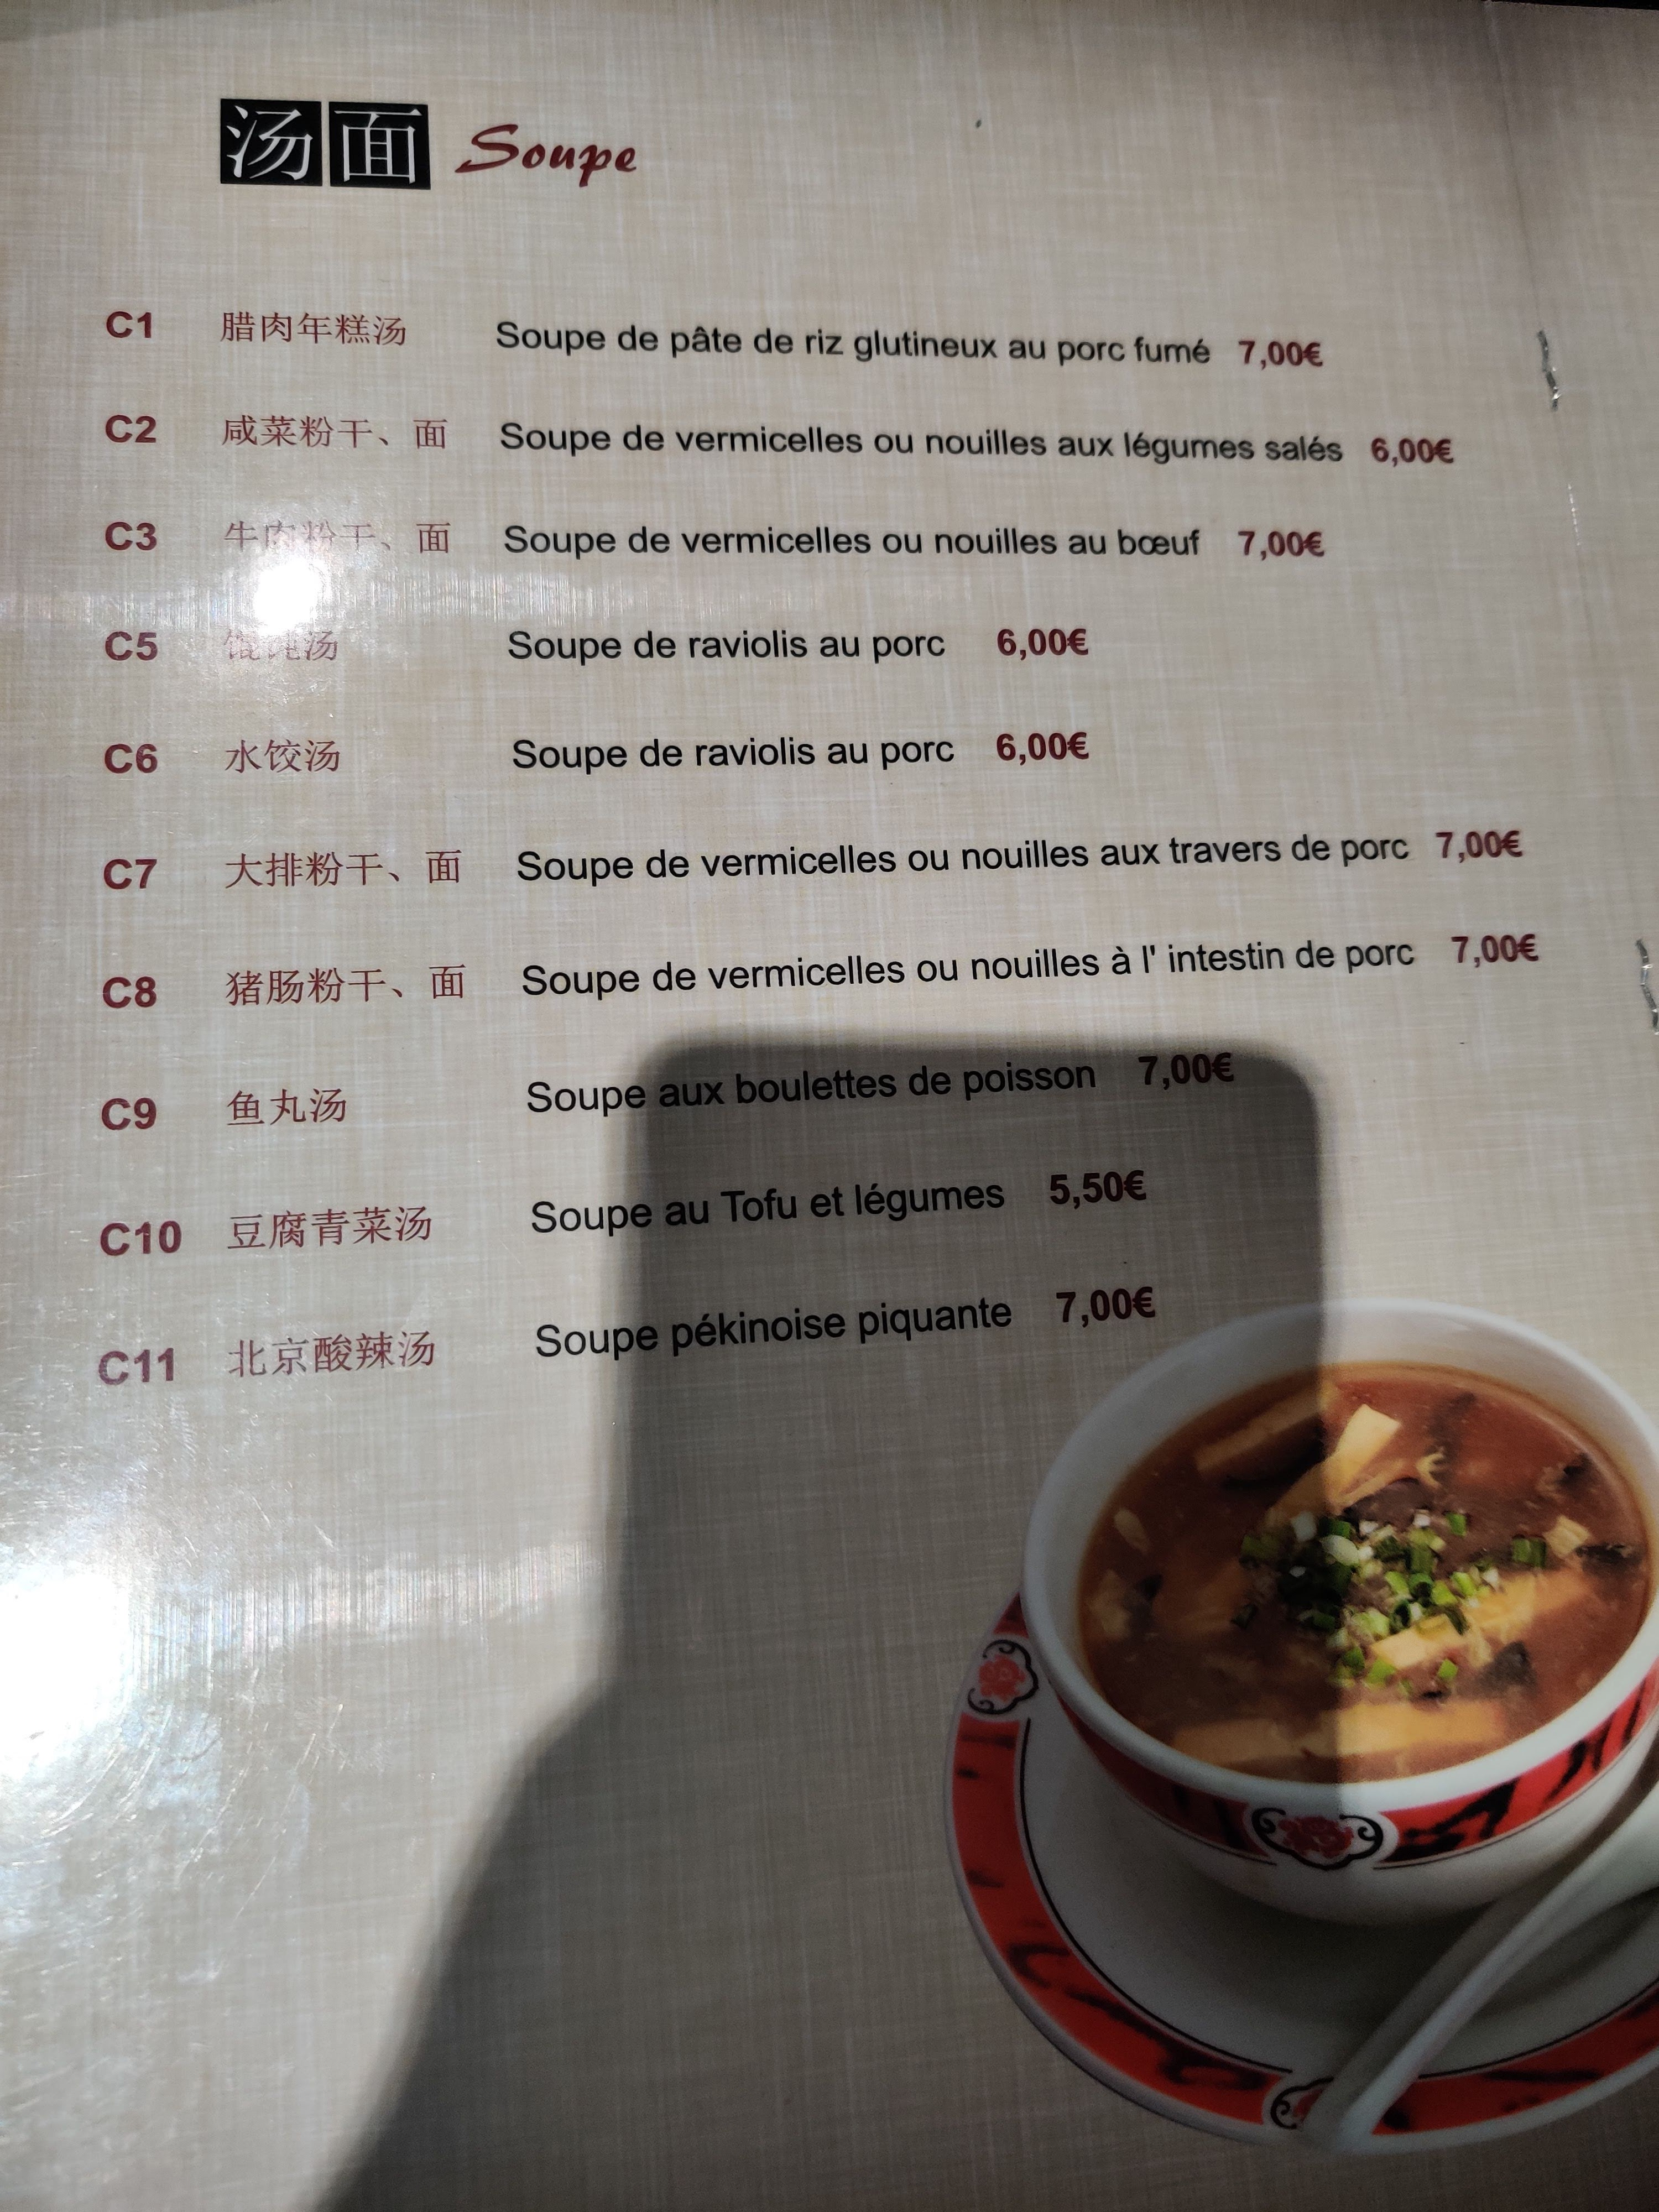 汤面 Soupe
C1 腊肉年糕汤 Soupe de pâte de riz glutineux au porc fumé 7,00€
C2 咸菜粉干、面 Soupe de vermicelles ou nouilles aux légumes salés 6,00€
C3 牛肉粉干、面 Soupe de vermicelles ou nouilles au bœuf 7,00€
C5 馄饨汤 Soupe de raviolis au porc 6,00€
C6 水饺汤 Soupe de raviolis au porc 6,00€
C7 大排粉干、面 Soupe de vermicelles ou nouilles aux travers de porc 7,00€
C8 猪肠粉干、面 Soupe de vermicelles ou nouilles à l' intestin de porc 7,00€
C9 鱼丸汤 Soupe aux boulettes de poisson 7,00€
C10 豆腐青菜汤 Soupe au Tofu et légumes 5,50€
C11 北京酸辣汤 Soupe pékinoise piquante 7,00€